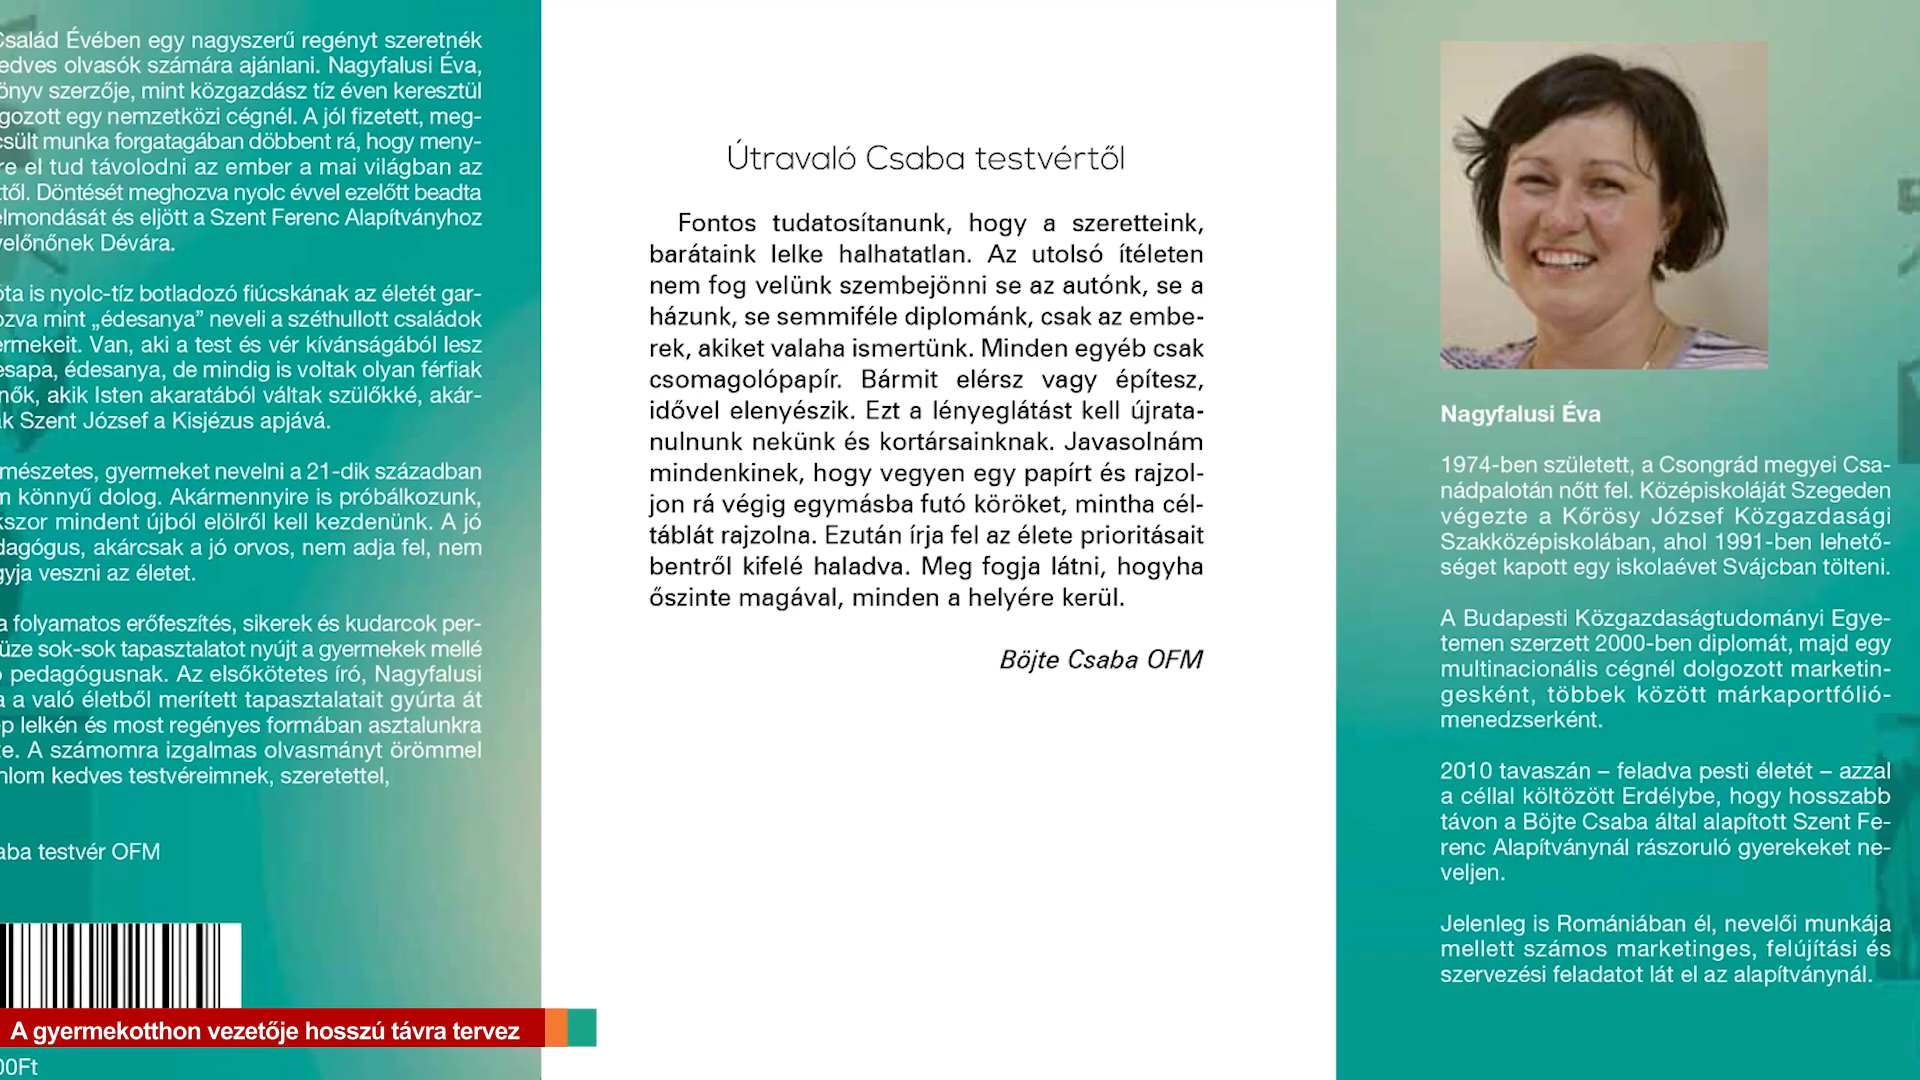 Család Évében egy nagyszerű regényt szeretnék
kedves olvasók számára ajánlani. Nagyfalusi Éva,
könyv szerzője, mint közgazdász tíz éven keresztül
gozott egy nemzetközi cégnél. A jól fizetett, meg-
csült munka forgatagában döbbent rá, hogy meny-
re el tud távolodni az ember a mai világban az
től. Döntését meghozva nyolc évvel ezelőtt beadta
elmondását és eljött a Szent Ferenc Alapítványhoz
velőnőnek Dévára.
óta is nyolc-tíz botladozó fiúcskának az életét gar-
ozva mint „édesanya” neveli a széthullott családok
ermekeit. Van, aki a test és vér kívánságából lesz
esapa, édesanya, de mindig is voltak olyan férfiak
nők, akik Isten akaratából váltak szülőkké, akár-
ak Szent József a Kisjézus apjává.
mészetes, gyermeket nevelni a 21-dik században
m könnyű dolog. Akármennyire is próbálkozunk,
kszor mindent újból elölről kell kezdenünk. A jó
dagógus, akárcsak a jó orvos, nem adja fel, nem
gyja veszni az életet.
a folyamatos erőfeszítés, sikerek és kudarcok per-
üze sok-sok tapasztalatot nyújt a gyermekek mellé
ó pedagógusnak. Az elsőkötetes író, Nagyfalusi
a a való életből merített tapasztalatait gyúrta át
ép lelkén és most regényes formában asztalunkra
te. A számomra izgalmas olvasmányt örömmel
nlom kedves testvéreimnek, szeretettel,
aba testvér OFM
A gyermekotthon vezetője hosszú távra tervez
00Ft
Útravaló Csaba testvértől
Fontos tudatosítanunk, hogy a szeretteink,
barátaink lelke halhatatlan. Az utolsó ítéleten
nem fog velünk szembejönni se az autónk, se a
házunk, se semmiféle diplománk, csak az embe-
rek, akiket valaha ismertünk. Minden egyéb csak
csomagolópapír. Bármit elérsz vagy építesz,
idővel elenyészik. Ezt a lényeglátást kell újrata-
nulnunk nekünk és kortársainknak. Javasolnám
mindenkinek, hogy vegyen egy papírt és rajzol-
jon rá végig egymásba futó köröket, mintha cél-
táblát rajzolna. Ezután írja fel az élete prioritásait
bentről kifelé haladva. Meg fogja látni, hogyha
őszinte magával, minden a helyére kerül.
Böjte Csaba OFM
Nagyfalusi Éva
1974-ben született, a Csongrád megyei Csa-
nádpalotán nőtt fel. Középiskoláját Szegeden
végezte a Kőrösy József Közgazdasági
Szakközépiskolában, ahol 1991-ben lehető-
séget kapott egy iskolaévet Svájcban tölteni.
A Budapesti Közgazdaságtudományi Egye-
temen szerzett 2000-ben diplomát, majd egy
multinacionális cégnél dolgozott marketin-
gesként, többek között márkaportfólió-
menedzserként.
2010 tavaszán – feladva pesti életét – azzal
a céllal költözött Erdélybe, hogy hosszabb
távon a Böjte Csaba által alapított Szent Fe-
renc Alapítványnál rászoruló gyerekeket ne-
veljen.
Jelenleg is Romániában él, nevelői munkája
mellett számos marketinges, felújítási és
szervezési feladatot lát el az alapítványnál.